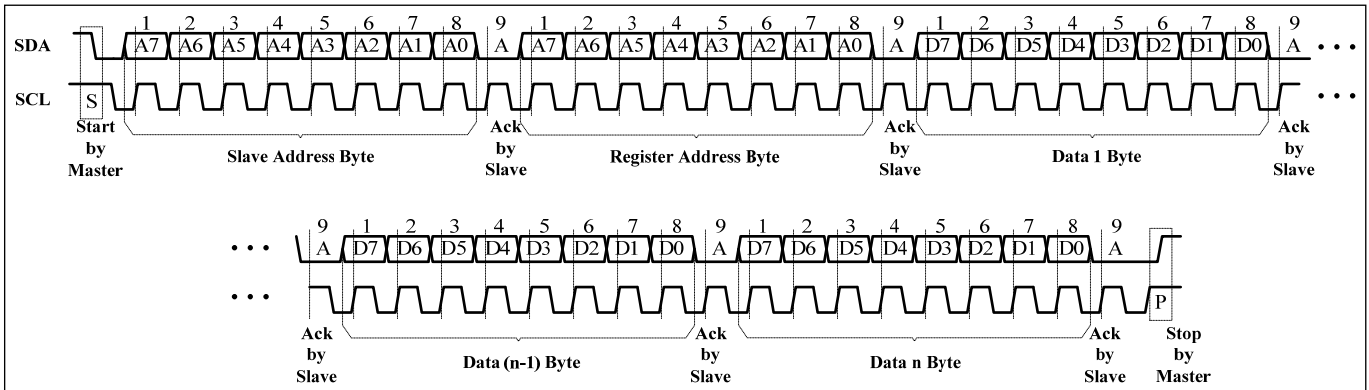 1 2 3 4 5 6 7 8 9 1 2 3 4 5 6 7 8 9 1 2 3 4 5 6 7 8 9
SDA A7 A6 A5 A4 A3 A2 A1 A0 A A7 A6 A5 A4 A3 A2 A1 A0 A D7 D6 D5 D4 D3 D2 D1 D0 A • • •
SCL S • • •
Start by Master
Slave Address Byte
Ack by Slave
Register Address Byte
Ack by Slave
Data 1 Byte
Ack by Slave
9 1 2 3 4 5 6 7 8 9 1 2 3 4 5 6 7 8 9
• • • A D7 D6 D5 D4 D3 D2 D1 D0 A D7 D6 D5 D4 D3 D2 D1 D0 A
• • • P
Ack by Slave
Data (n-1) Byte
Ack by Slave
Data n Byte
Ack by Slave
Stop by Master